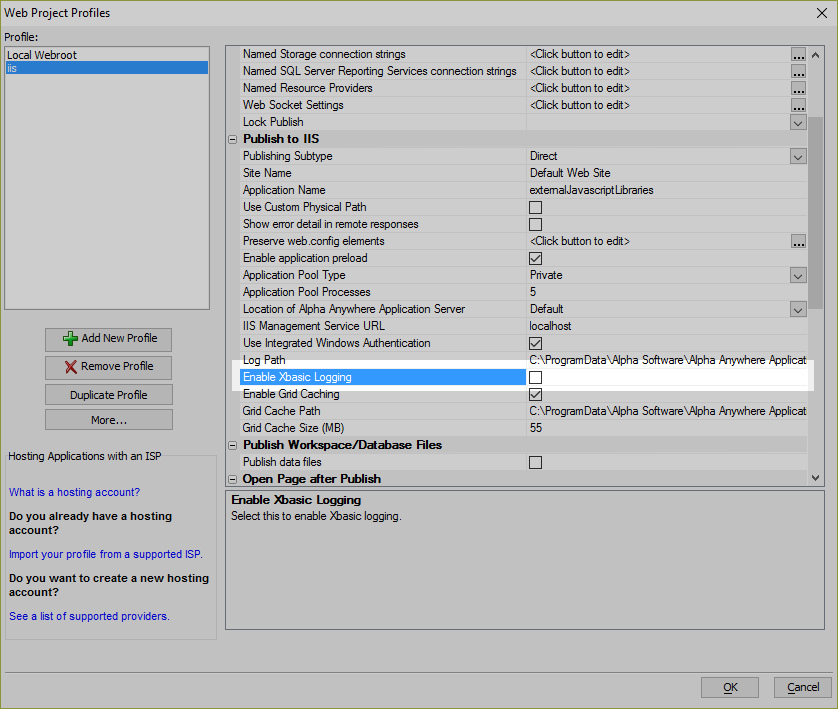 Web Project Profiles
Profile:
Local Webroot
iis
Add New Profile
Remove Profile
Duplicate Profile
More...
Hosting Applications with an ISP
What is a hosting account?
Do you already have a hosting
account?
Import your profile from a supported ISP.
Do you want to create a new hosting
account?
See a list of supported providers.
Named Storage connection strings <Click button to edit> ...
Named SQL Server Reporting Services connection strings <Click button to edit> ...
Named Resource Providers <Click button to edit> ...
Web Socket Settings <Click button to edit> ...
Lock Publish
Publish to IIS
Publishing Subtype Direct
Site Name Default Web Site
Application Name externalJavascriptLibraries
Use Custom Physical Path
Show error detail in remote responses
Preserve web.config elements <Click button to edit> ...
Enable application preload
Application Pool Type Private
Application Pool Processes 5
Location of Alpha Anywhere Application Server Default
IIS Management Service URL localhost
Use Integrated Windows Authentication
Log Path C:\ProgramData\Alpha Software\Alpha Anywhere Applicat
Enable Xbasic Logging
Enable Grid Caching
Grid Cache Path C:\ProgramData\Alpha Software\Alpha Anywhere Applicat
Grid Cache Size (MB) 55
Publish Workspace/Database Files
Publish data files
Open Page after Publish
Enable Xbasic Logging
Select this to enable Xbasic logging.
OK Cancel